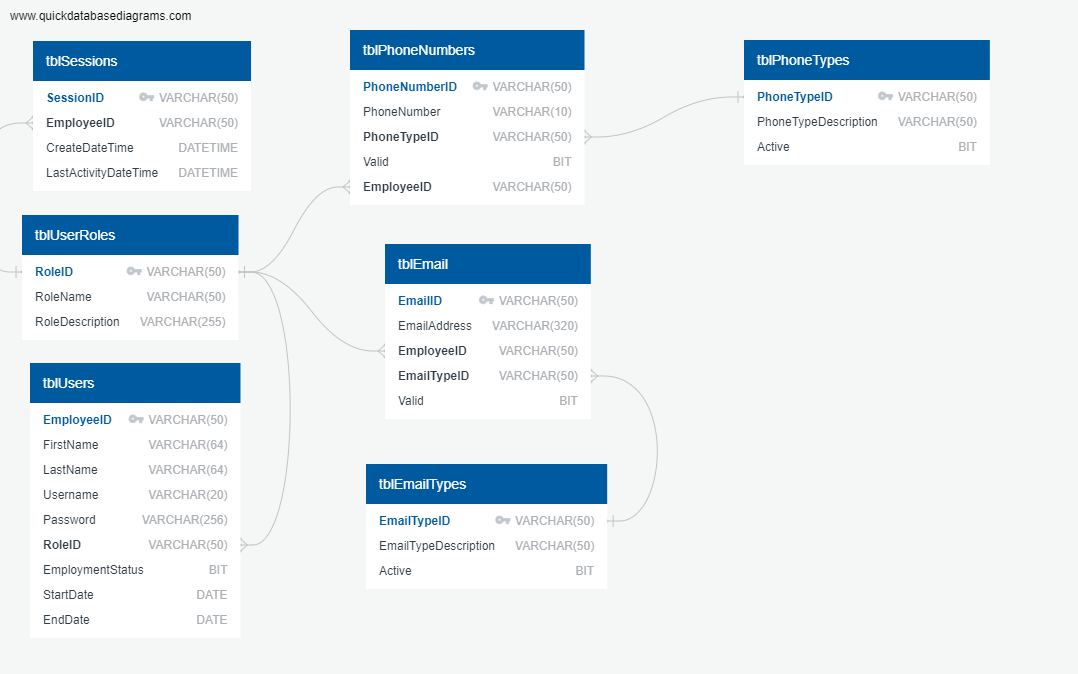 www.quickdatabasediagrams.com
tblSessions
SessionID VARCHAR(50)
EmployeeID VARCHAR(50)
CreateDateTime DATETIME
LastActivityDateTime DATETIME
tblUserRoles
RoleID VARCHAR(50)
RoleName VARCHAR(50)
RoleDescription VARCHAR(255)
tblUsers
EmployeeID VARCHAR(50)
FirstName VARCHAR(64)
LastName VARCHAR(64)
Username VARCHAR(20)
Password VARCHAR(256)
RoleID VARCHAR(50)
EmploymentStatus BIT
StartDate DATE
EndDate DATE
tblPhoneNumbers
PhoneNumberID VARCHAR(50)
PhoneNumber VARCHAR(10)
PhoneTypeID VARCHAR(50)
Valid BIT
EmployeeID VARCHAR(50)
tblEmail
EmailID VARCHAR(50)
EmailAddress VARCHAR(320)
EmployeeID VARCHAR(50)
EmailTypeID VARCHAR(50)
Valid BIT
tblEmailTypes
EmailTypeID VARCHAR(50)
EmailTypeDescription VARCHAR(50)
Active BIT
tblPhoneTypes
PhoneTypeID VARCHAR(50)
PhoneTypeDescription VARCHAR(50)
Active BIT